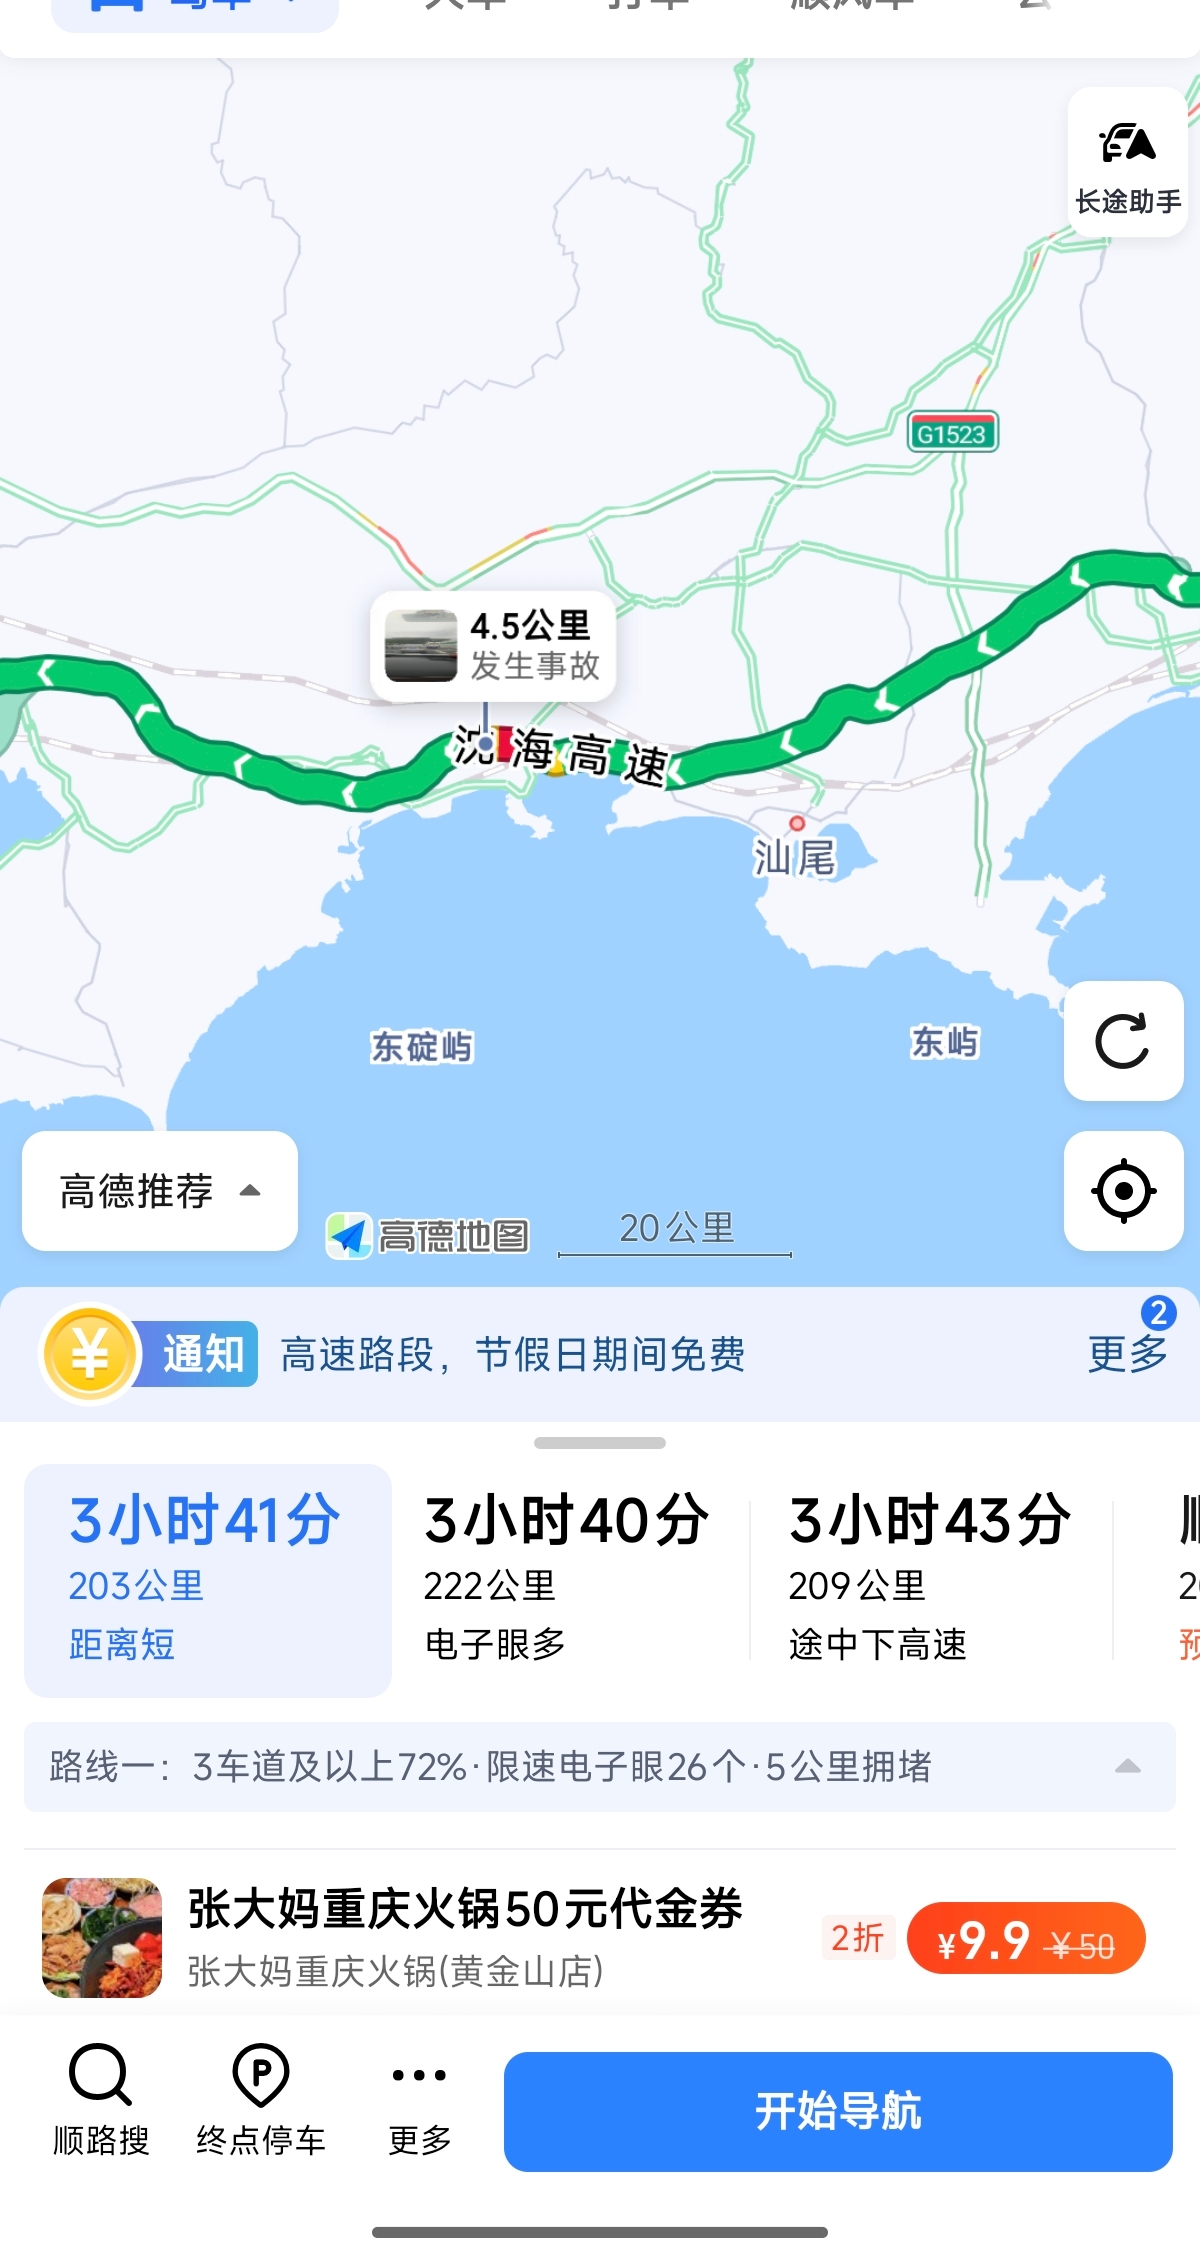 长途助手
G1523
4.5公里
发生事故
沈海高速
汕尾
东碇屿
东屿
高德推荐
高德地图
20公里
通知
高速路段，节假日期间免费
2
更多
3小时41分
203公里
距离短
3小时40分
222公里
电子眼多
3小时43分
209公里
途中下高速
路线一：3车道及以上72%·限速电子眼26个·5公里拥堵
张大妈重庆火锅50元代金券
张大妈重庆火锅(黄金山店)
2折
¥9.9 ¥50
顺路搜
P
终点停车
更多
开始导航